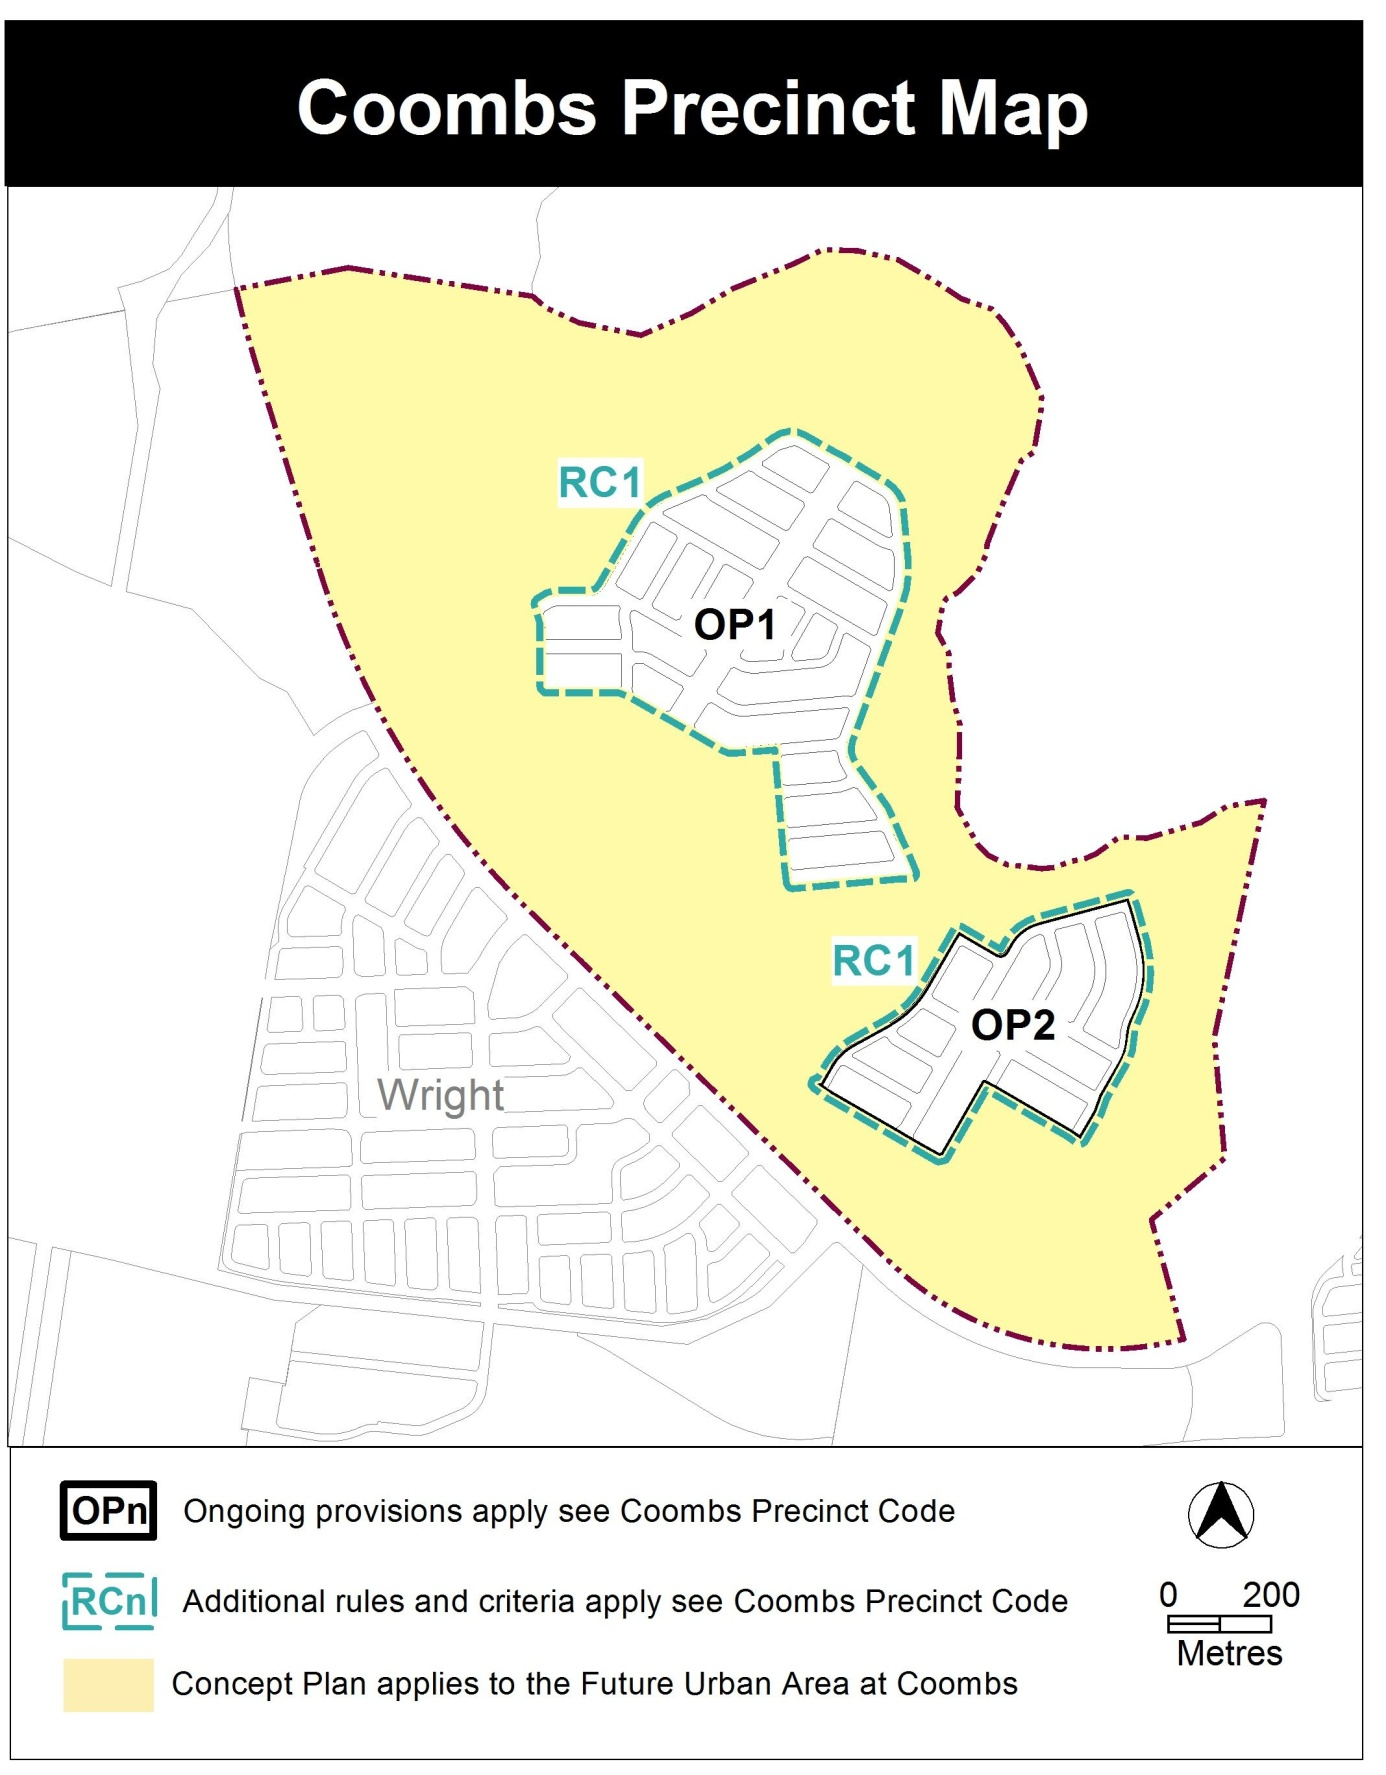 Coombs Precinct Map
RC1
OP1
RC1
OP2
Wright
OPn Ongoing provisions apply see Coombs Precinct Code
RCn Additional rules and criteria apply see Coombs Precinct Code
Concept Plan applies to the Future Urban Area at Coombs
0 200
Metres